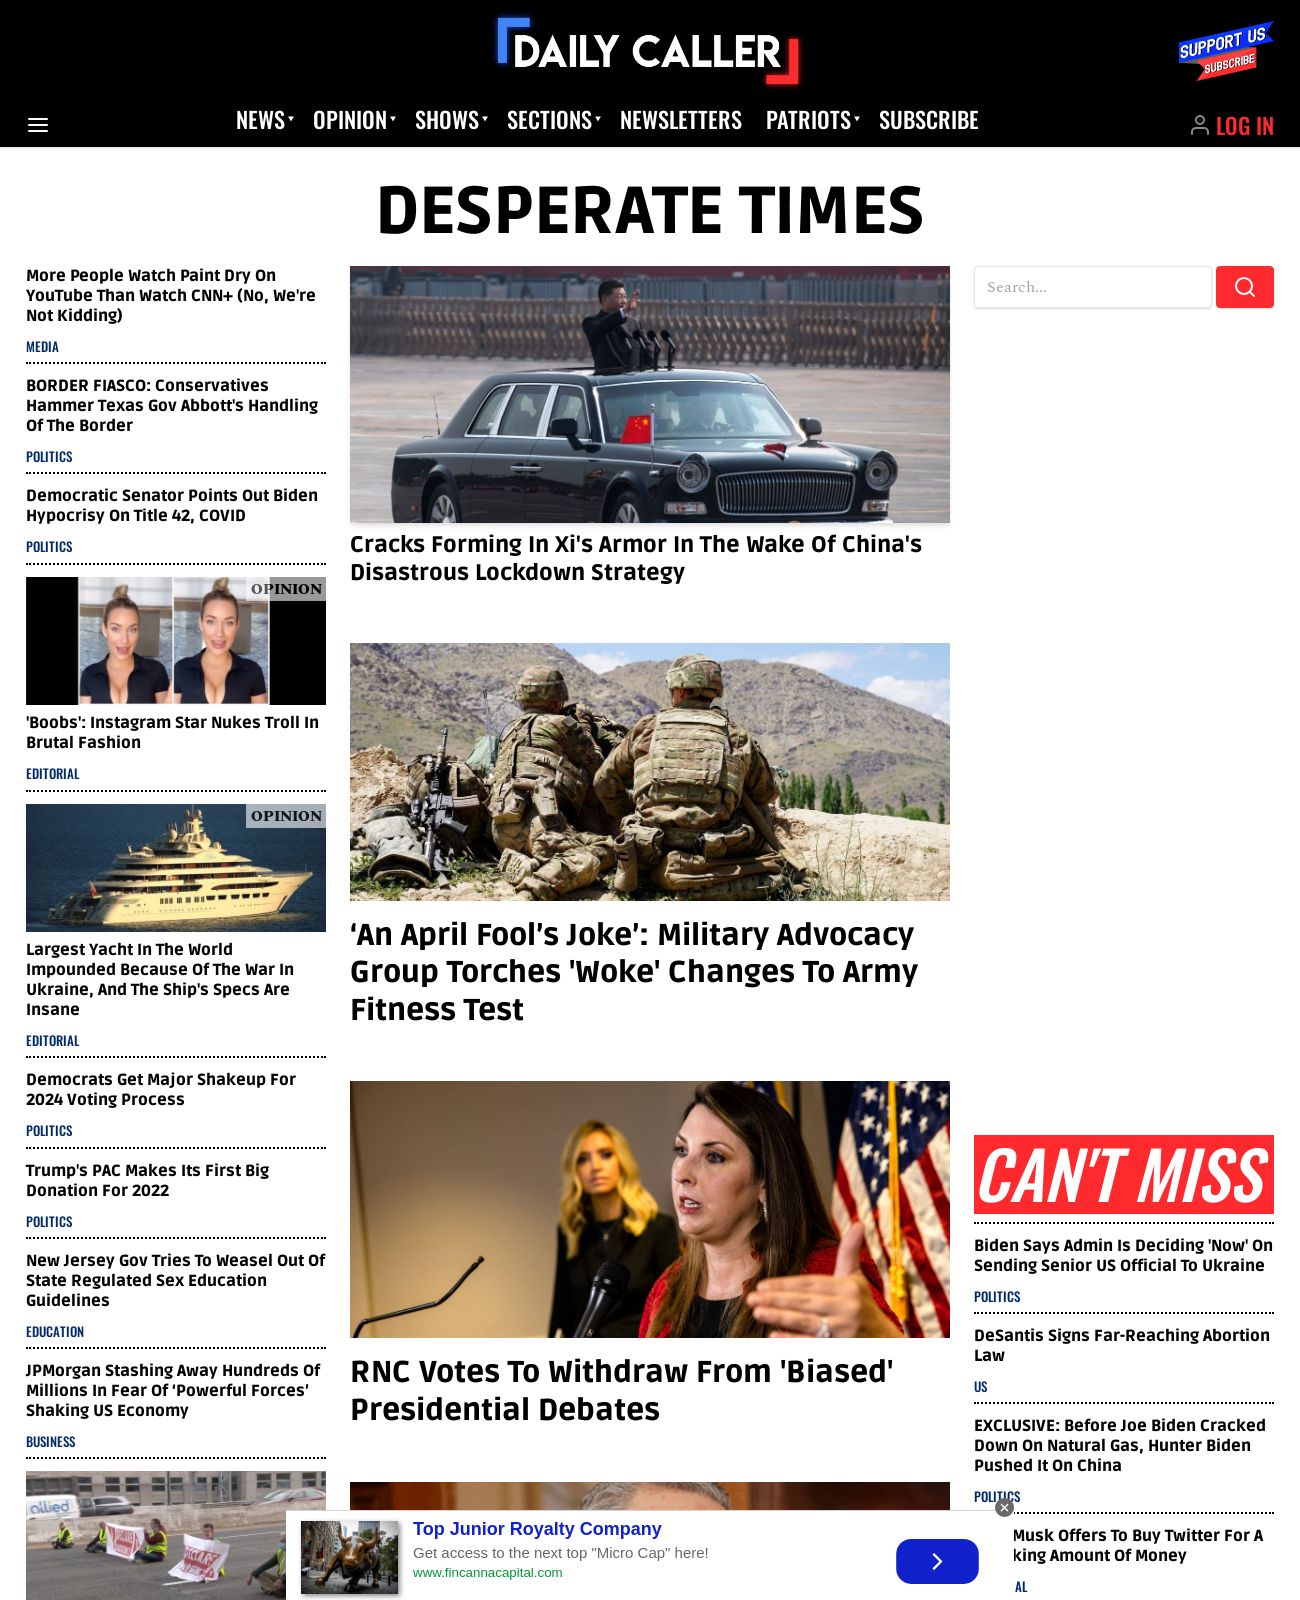 DAILY CALLER
SUPPORT US
SUBSCRIBE
NEWS
OPINION
SHOWS
SECTIONS
NEWSLETTERS
PATRIOTS
SUBSCRIBE
LOG IN
DESPERATE TIMES
More People Watch Paint Dry On
YouTube Than Watch CNN+ (No, We're
Not Kidding)
MEDIA
BORDER FIASCO: Conservatives
Hammer Texas Gov Abbott's Handling
Of The Border
POLITICS
Democratic Senator Points Out Biden
Hypocrisy On Title 42, COVID
POLITICS
OPINION
'Boobs': Instagram Star Nukes Troll In
Brutal Fashion
EDITORIAL
OPINION
Largest Yacht In The World
Impounded Because Of The War In
Ukraine, And The Ship's Specs Are
Insane
EDITORIAL
Democrats Get Major Shakeup For
2024 Voting Process
POLITICS
Trump's PAC Makes Its First Big
Donation For 2022
POLITICS
New Jersey Gov Tries To Weasel Out Of
State Regulated Sex Education
Guidelines
EDUCATION
JPMorgan Stashing Away Hundreds Of
Millions In Fear Of ‘Powerful Forces’
Shaking US Economy
BUSINESS
allied
Cracks Forming In Xi's Armor In The Wake Of China's
Disastrous Lockdown Strategy
‘An April Fool’s Joke’: Military Advocacy
Group Torches 'Woke' Changes To Army
Fitness Test
RNC Votes To Withdraw From 'Biased'
Presidential Debates
Search...
CAN'T MISS
Biden Says Admin Is Deciding 'Now' On
Sending Senior US Official To Ukraine
POLITICS
DeSantis Signs Far-Reaching Abortion
Law
US
EXCLUSIVE: Before Joe Biden Cracked
Down On Natural Gas, Hunter Biden
Pushed It On China
POLITICS
Musk Offers To Buy Twitter For A
king Amount Of Money
AL
Top Junior Royalty Company
Get access to the next top "Micro Cap" here!
www.fincannacapital.com